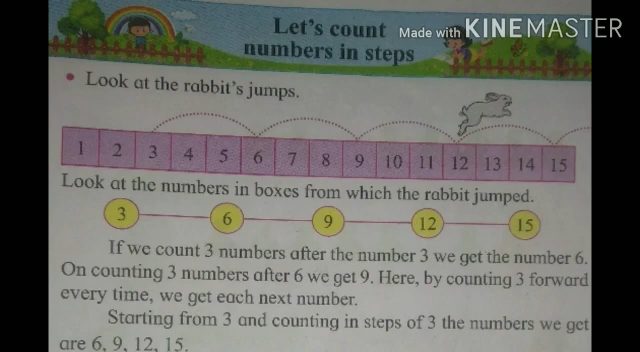 Let's count
numbers in steps
Made with KINEMASTER
• Look at the rabbit's jumps.
1 2 3 4 5 6 7 8 9 10 11 12 13 14 15
Look at the numbers in boxes from which the rabbit jumped.
3 6 9 12 15
If we count 3 numbers after the number 3 we get the number 6.
On counting 3 numbers after 6 we get 9. Here, by counting 3 forward
every time, we get each next number.
Starting from 3 and counting in steps of 3 the numbers we get
are 6, 9, 12, 15.